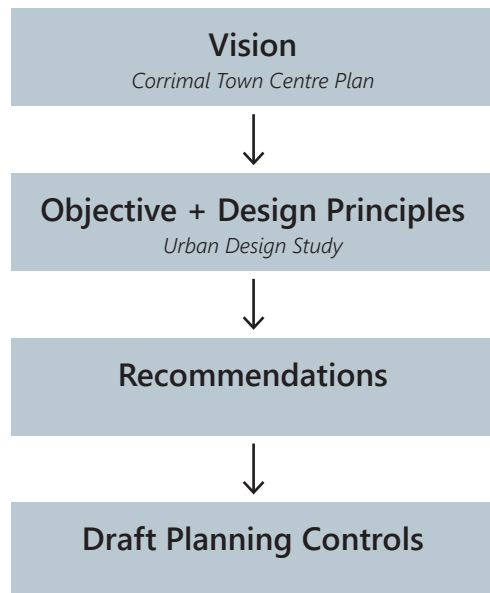 Vision
Corrimal Town Centre Plan
Objective + Design Principles
Urban Design Study
Recommendations
Draft Planning Controls